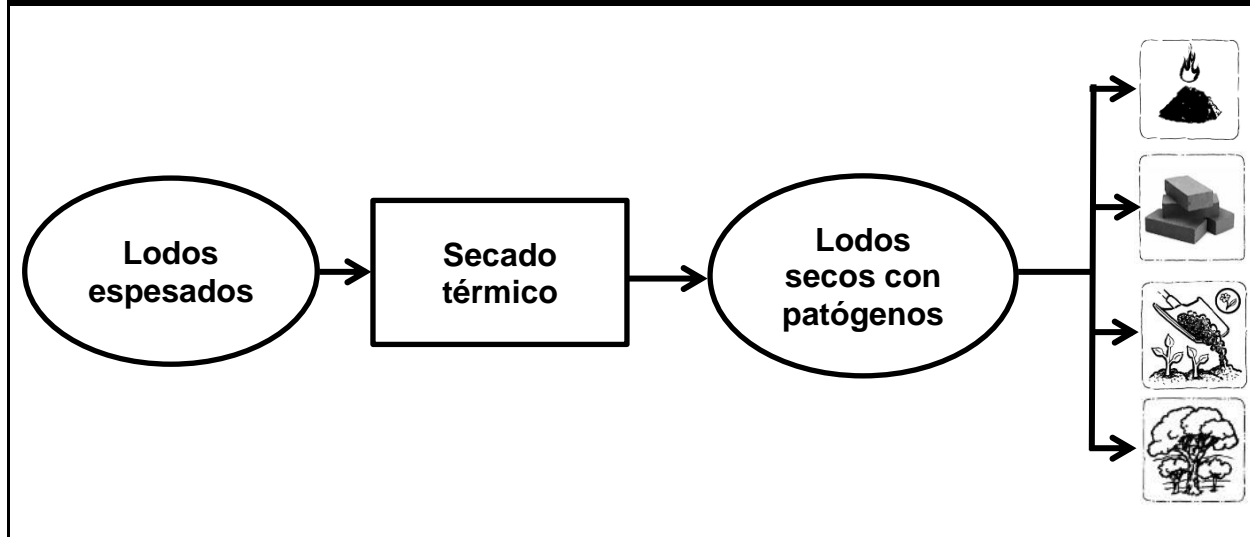 Lodos
espesados
Secado
térmico
Lodos
secos con
patógenos